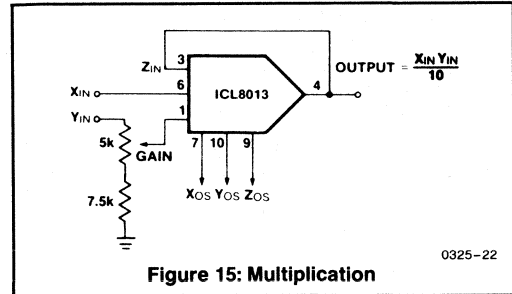 ZIN 3
OUTPUT = XIN YIN
10
4
XIN 6 ICL8013
YIN 1
5k GAIN
7 10 9
7.5k XOS YOS ZOS
0325-22
Figure 15: Multiplication